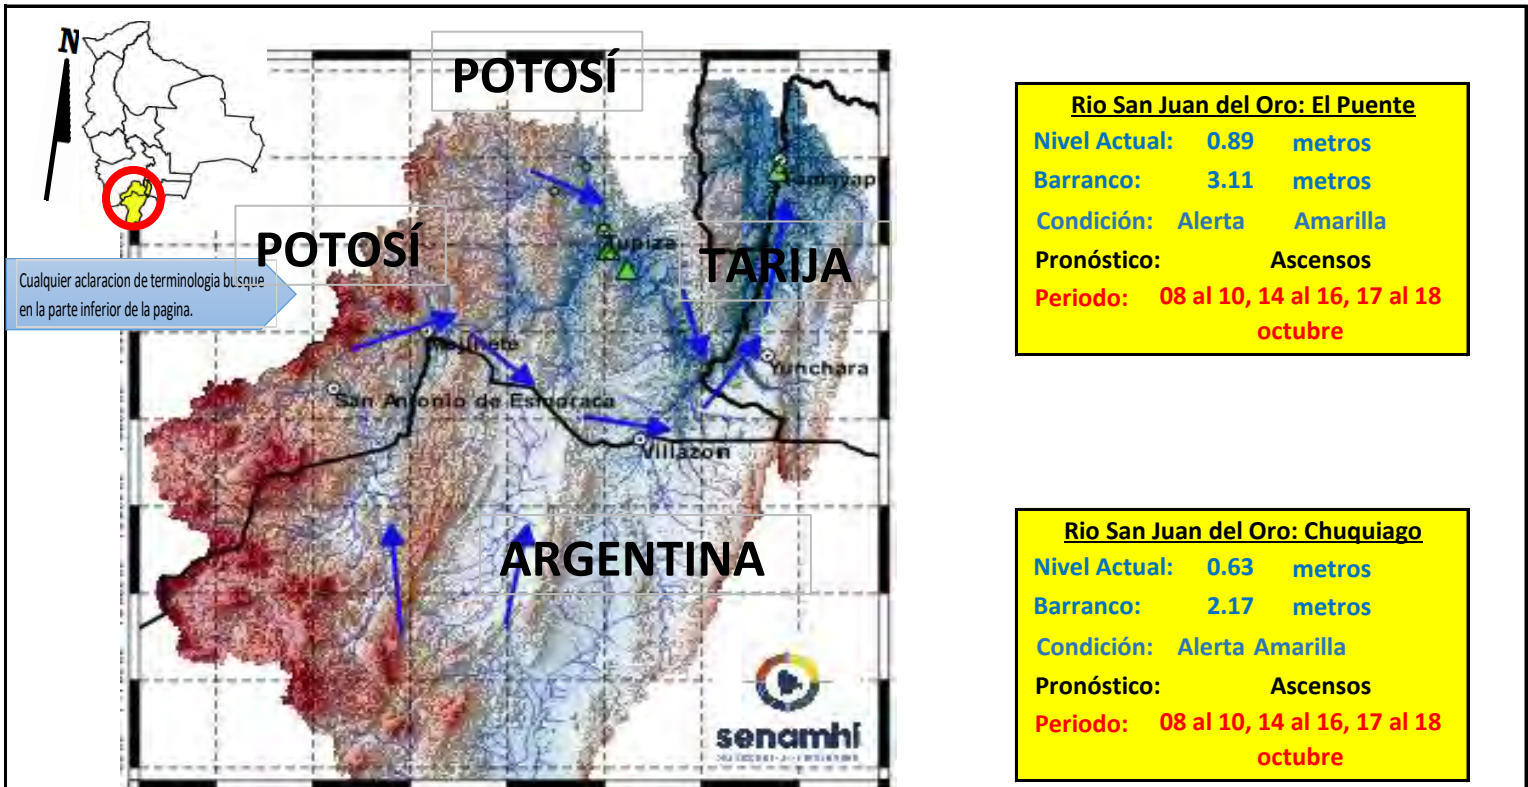 N
POTOSÍ
POTOSÍ
TARIJA
ARGENTINA
Cualquier aclaracion de terminologia busque
en la parte inferior de la pagina.
Tupiza
Mojinete
San Antonio de Esmoraca
Yunchara
Villazon
senamhi
Rio San Juan del Oro: El Puente
Nivel Actual: 0.89 metros
Barranco: 3.11 metros
Condición: Alerta Amarilla
Pronóstico: Ascensos
Periodo: 08 al 10, 14 al 16, 17 al 18
octubre
Rio San Juan del Oro: Chuquiago
Nivel Actual: 0.63 metros
Barranco: 2.17 metros
Condición: Alerta Amarilla
Pronóstico: Ascensos
Periodo: 08 al 10, 14 al 16, 17 al 18
octubre